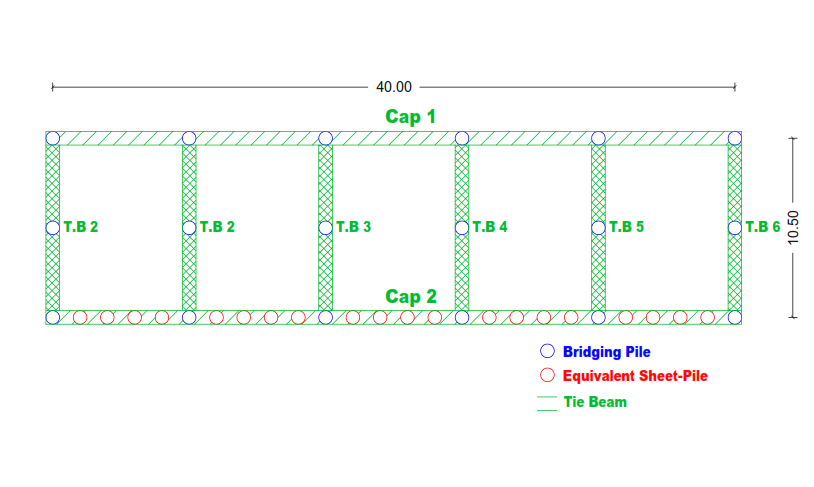 40.00
Cap 1
T.B 2
T.B 2
T.B 3
T.B 4
T.B 5
T.B 6
10.50
Cap 2
Bridging Pile
Equivalent Sheet-Pile
Tie Beam